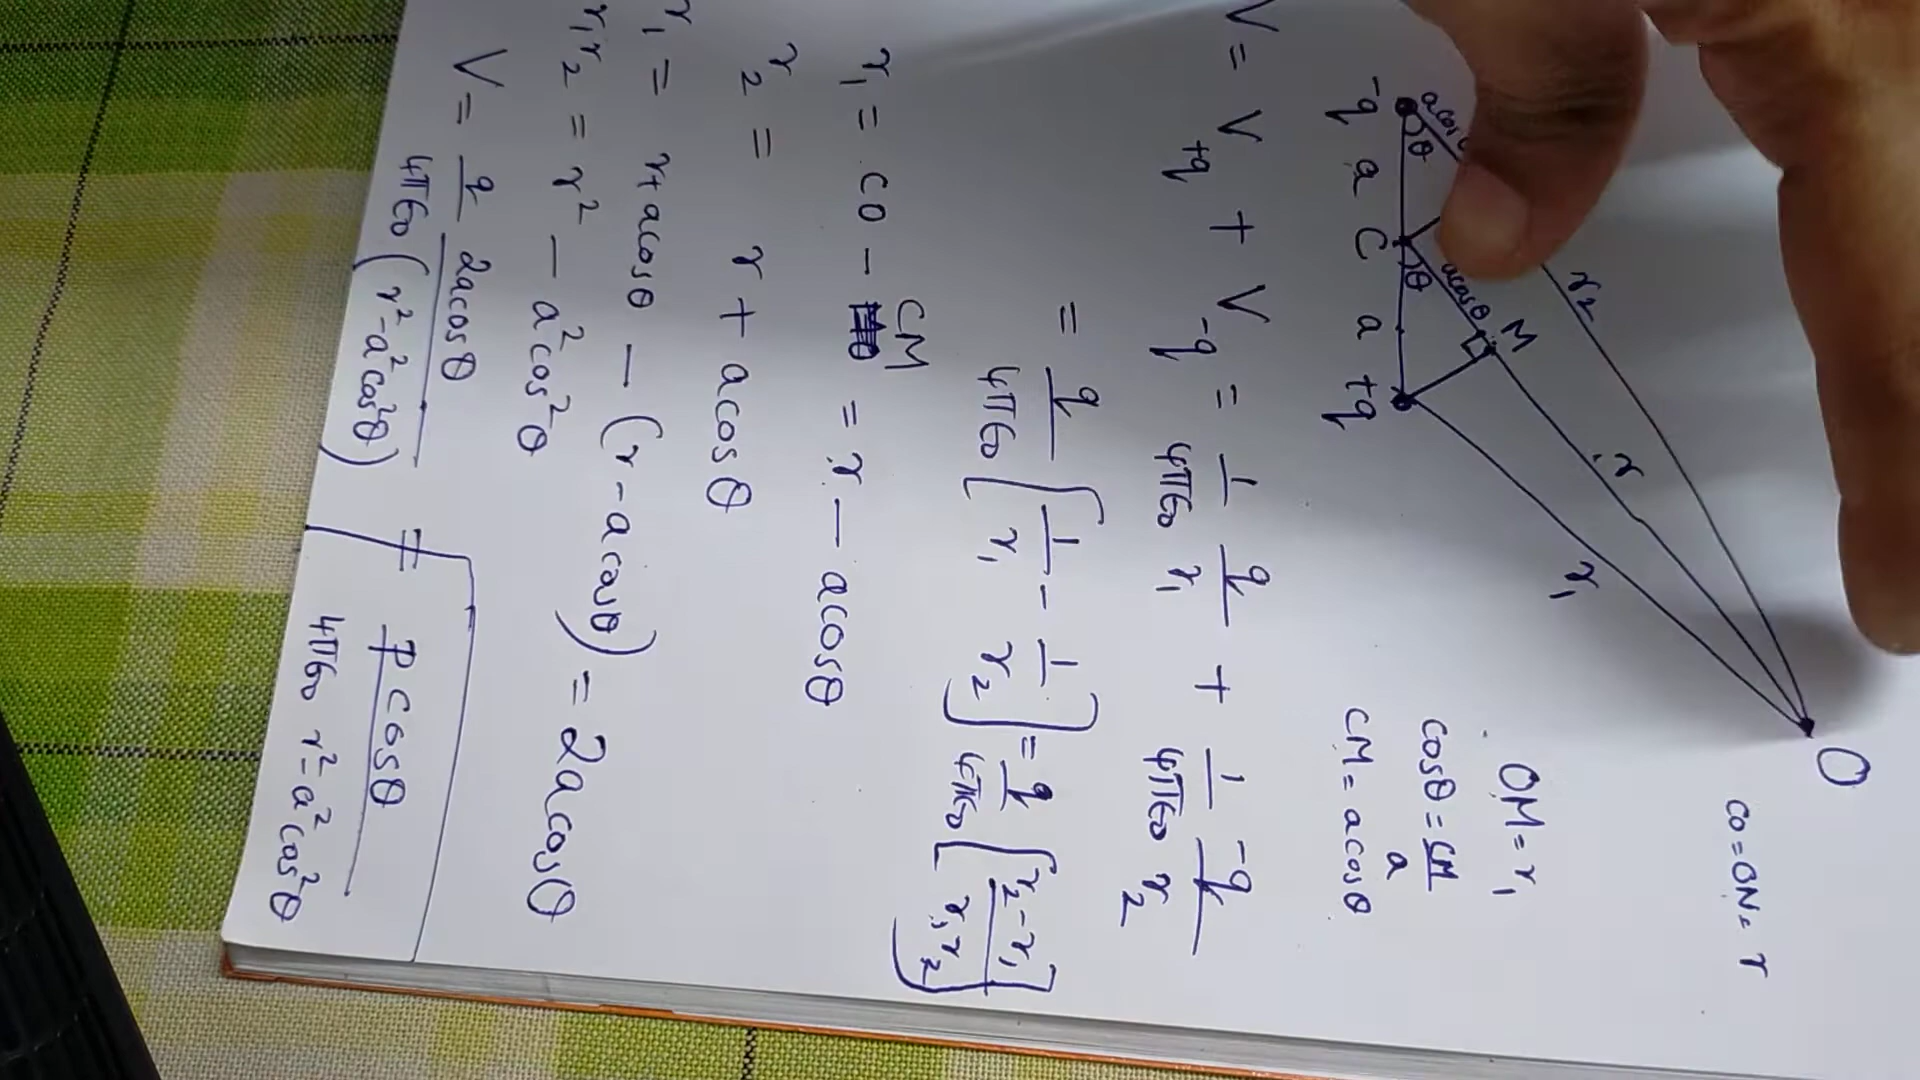 O
CO = ON = r
r₂
r
r₁
M
acosθ
acosθ
θ
θ
-q a C a +q
OM = r₁
cosθ = CM/a
CM = a cosθ
V = V+q + V-q = 1/4πϵ₀ q/r₁ + 1/4πϵ₀ -q/r₂
= q/4πϵ₀ [1/r₁ - 1/r₂] = q/4πϵ₀ [r₂ - r₁/r₁r₂]
r₁ = CO - CM = r - acosθ
r₂ = r + acosθ
r₁ = r + acosθ - (r - acosθ) = 2acosθ
r₁r₂ = r² - a²cos²θ
V = q/4πϵ₀ 2acosθ/(r² - a²cos²θ) = pcosθ/4πϵ₀ r² - a²cos²θ